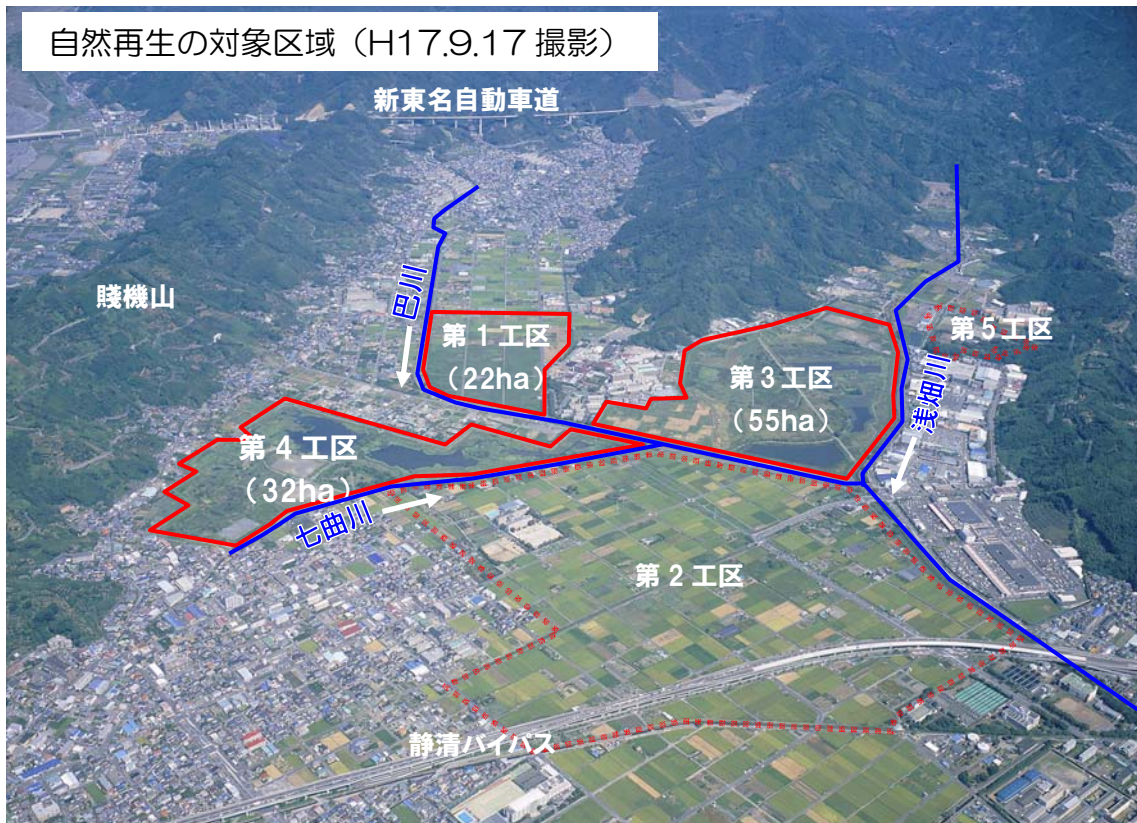 自然再生の対象区域（H17.9.17 撮影）
新東名自動車道
賤機山
巴川
第１工区
（22ha）
第５工区
第３工区
（55ha）
浅畑川
第４工区
（32ha）
七曲川
第２工区
静清バイパス